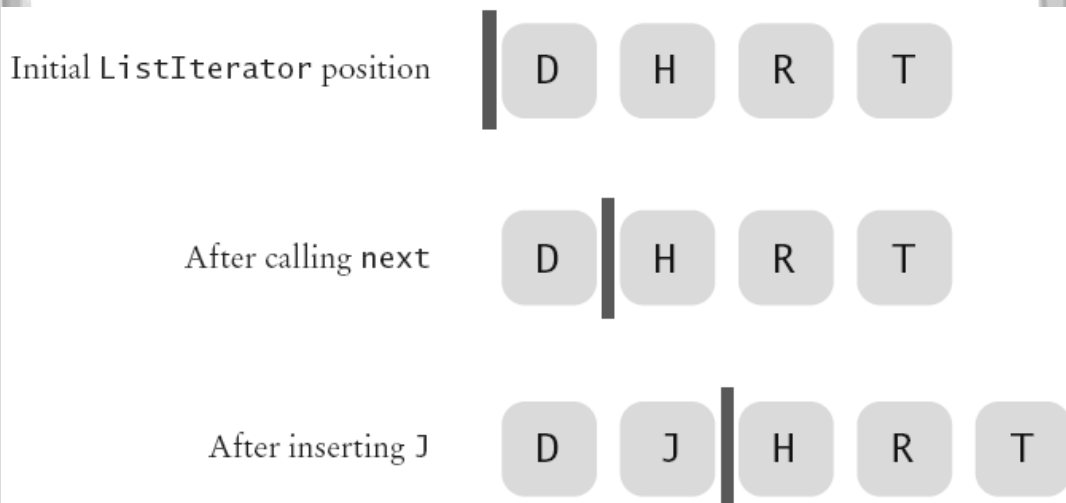 Initial ListIterator position D H R T
After calling next D H R T
After inserting J D J H R T